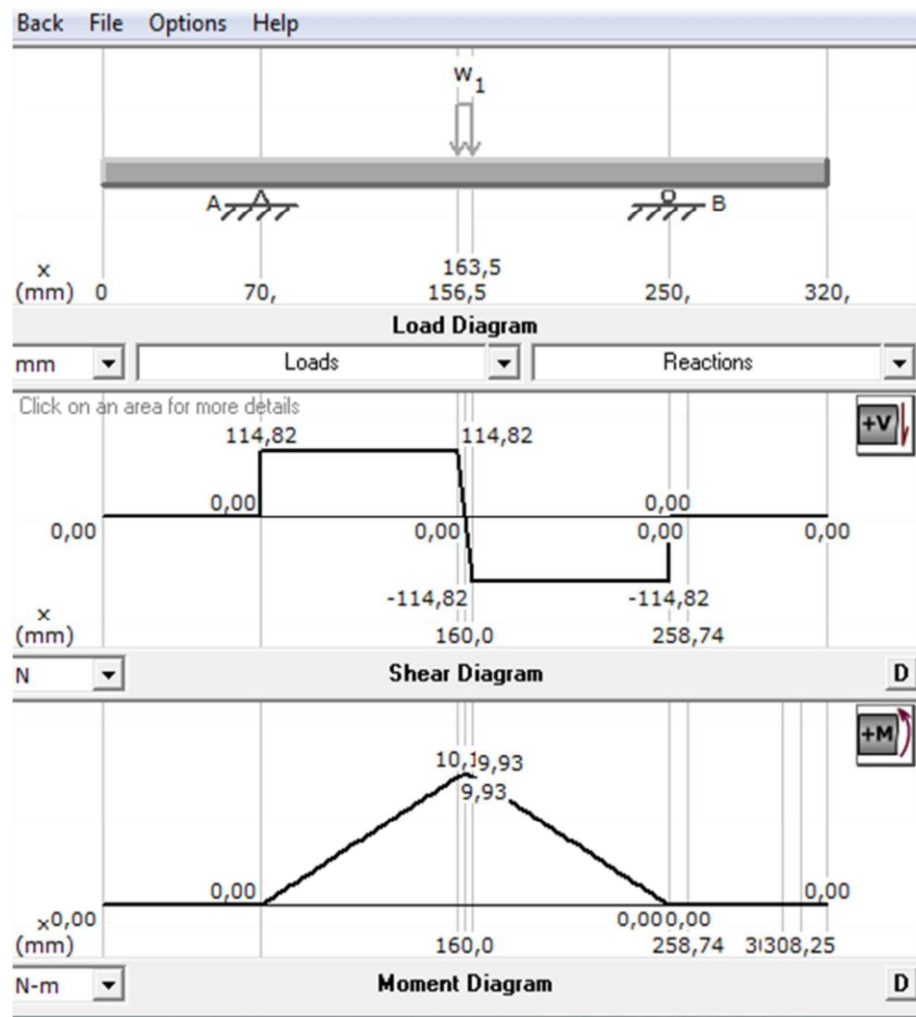 Back File Options Help
w1
A B
x 163,5
(mm) 0 70, 156,5 250, 320,
Load Diagram
mm Loads Reactions
Click on an area for more details
+V
114,82 114,82
0,00 0,00
0,00 0,00 0,00 0,00
-114,82 -114,82
x
(mm) 160,0 258,74
N Shear Diagram D
+M
9,93
9,93
0,00 0,00
x0,00 0,000,00
(mm) 160,0 258,74 308,25
N-m Moment Diagram D